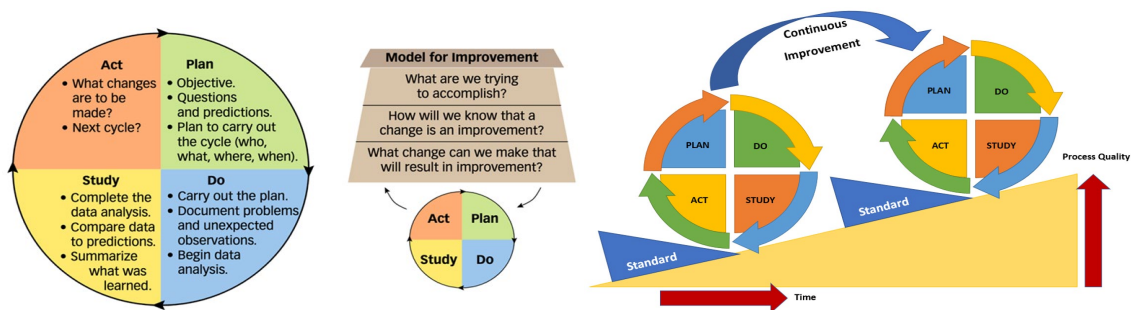 Act
• What changes
are to be
made?
• Next cycle?
Plan
• Objective.
• Questions
and predictions.
• Plan to carry out
the cycle (who,
what, where, when).
Study
• Complete the
data analysis.
• Compare data
to predictions.
• Summarize
what was
learned.
Do
• Carry out the plan.
• Document problems
and unexpected
observations.
• Begin data
analysis.
Model for Improvement
What are we trying
to accomplish?
How will we know that a
change is an improvement?
What change can we make that
will result in improvement?
Act
Plan
Study
Do
Continuous
Improvement
PLAN
DO
ACT
STUDY
PLAN
DO
ACT
STUDY
Process Quality
Standard
Standard
Time